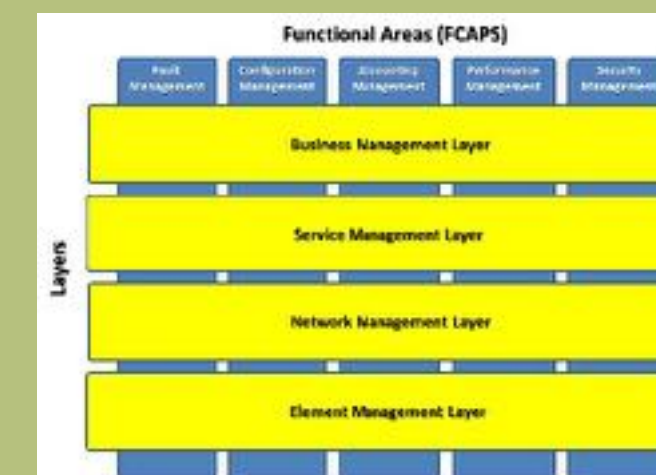 Functional Areas (FCAPS)
Fault Management
Configuration Management
Accounting Management
Performance Management
Security Management
Business Management Layer
Service Management Layer
Network Management Layer
Element Management Layer
Layers